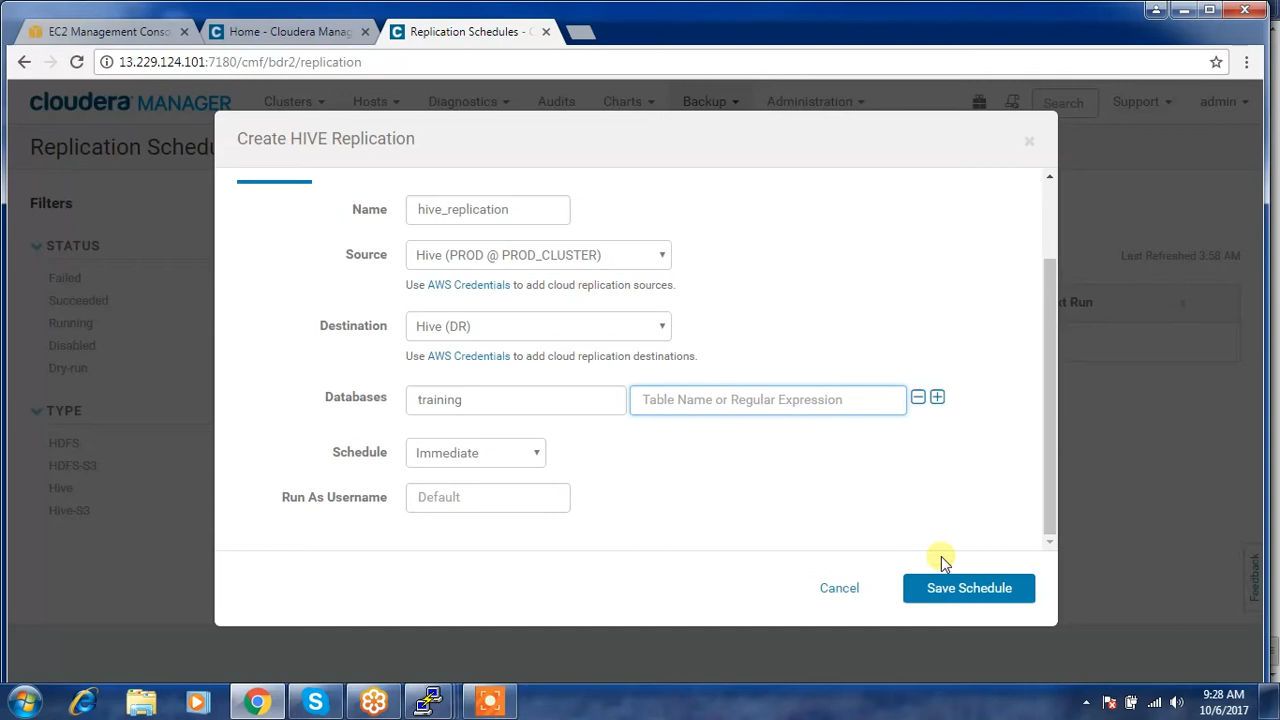 EC2 Management Conso
Home - Cloudera Manag
Replication Schedules - C
13.229.124.101:7180/cmf/bdr2/replication
cloudera MANAGER
Clusters
Hosts
Diagnostics
Audits
Charts
Backup
Administration
Search
Support
admin
Replication Schedu
Create HIVE Replication
Filters
STATUS
Failed
Succeeded
Running
Disabled
Dry-run
TYPE
HDFS
HDFS-S3
Hive
Hive-S3
Name
hive_replication
Source
Hive (PROD @ PROD_CLUSTER)
Use AWS Credentials to add cloud replication sources.
Destination
Hive (DR)
Use AWS Credentials to add cloud replication destinations.
Databases
training
Table Name or Regular Expression
Schedule
Immediate
Run As Username
Default
Cancel
Save Schedule
Last Refreshed 3:58 AM
xt Run
Feedback
9:28 AM
10/6/2017